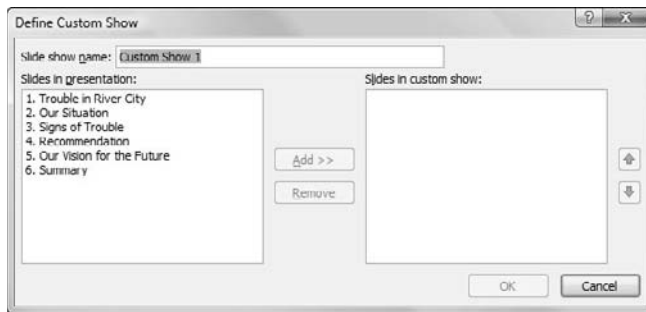 Define Custom Show
? X
Slide show name: Custom Show 1
Slides in presentation:
1. Trouble in River City
2. Our Situation
3. Signs of Trouble
4. Recommendation
5. Our Vision for the Future
6. Summary
Add >>
Remove
Slides in custom show:
OK
Cancel